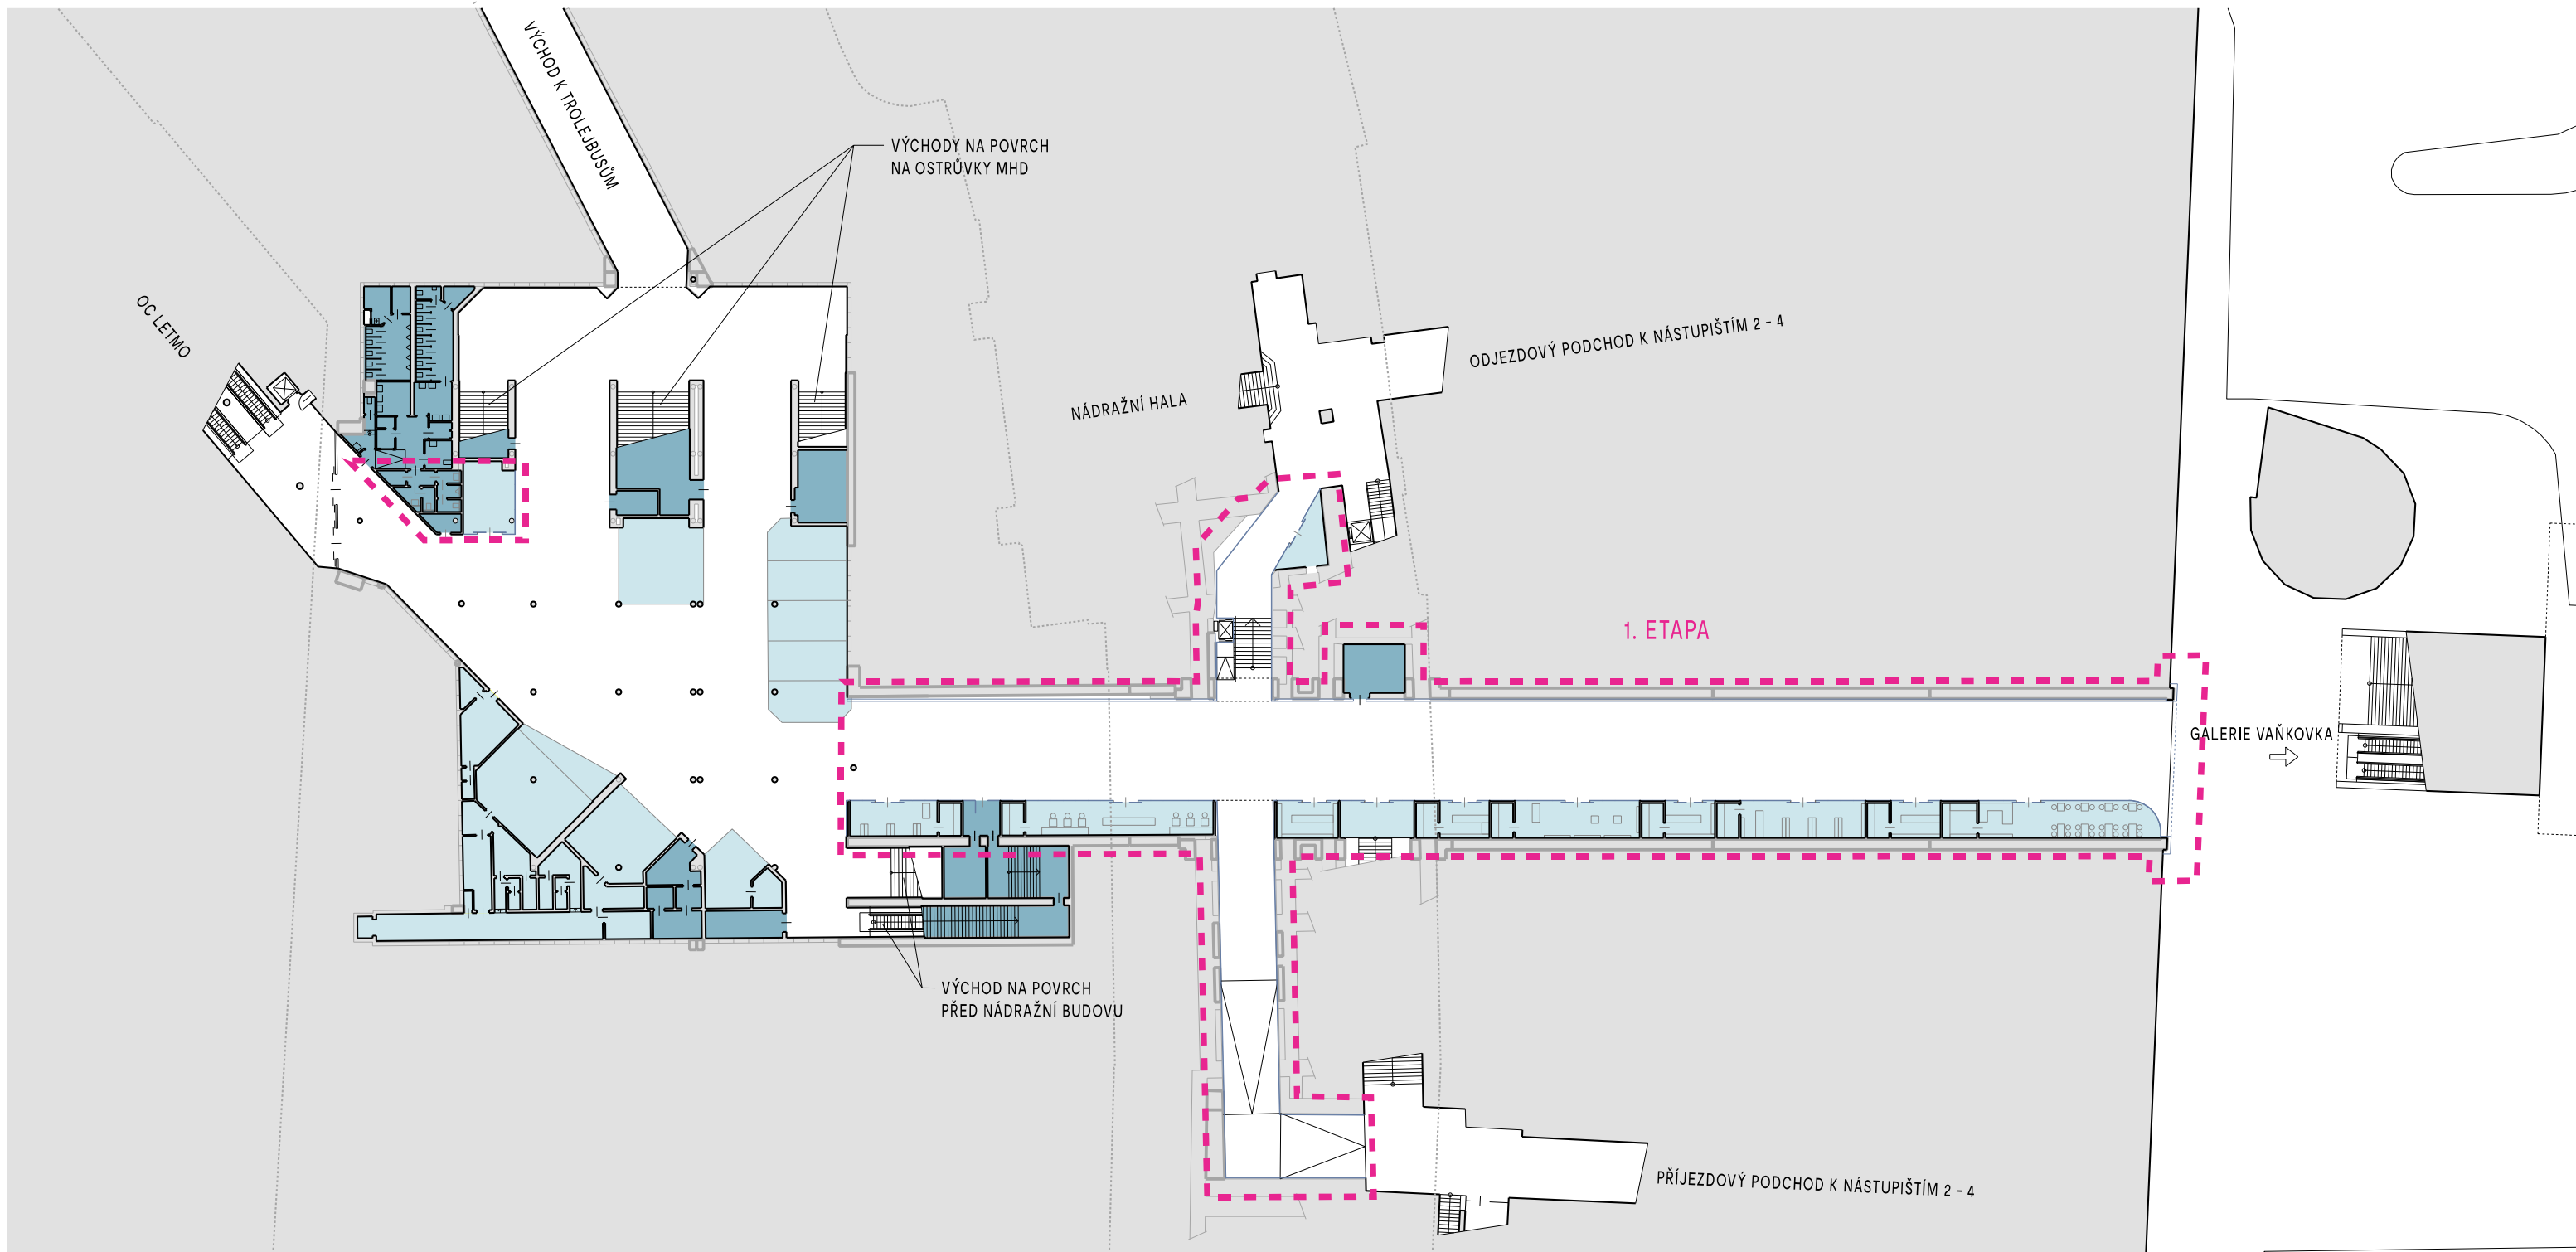 VÝCHOD K TROLEJBUSŮM
VÝCHODY NA POVRCH
NA OSTRŮVKY MHD
OC LETMO
NÁDRAŽNÍ HALA
ODJEZDOVÝ PODCHOD K NÁSTUPIŠTÍM 2 - 4
1. ETAPA
GALERIE VAŇKOVKA
VÝCHOD NA POVRCH
PŘED NÁDRAŽNÍ BUDOVU
PŘÍJEZDOVÝ PODCHOD K NÁSTUPIŠTÍM 2 - 4